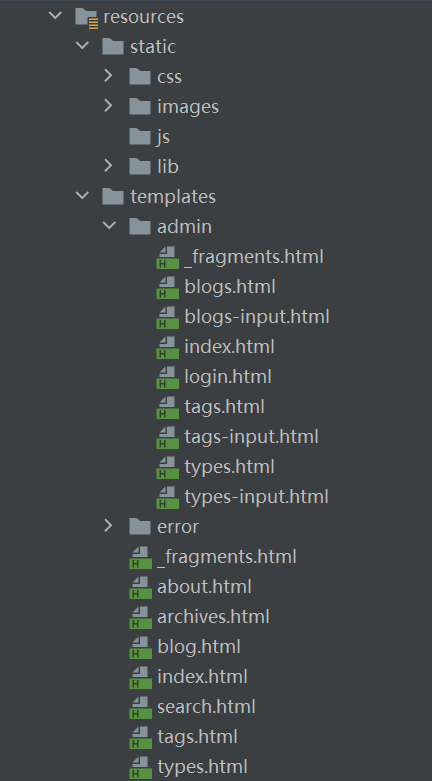 resources
static
css
images
js
lib
templates
admin
_fragments.html
blogs.html
blogs-input.html
index.html
login.html
tags.html
tags-input.html
types.html
types-input.html
error
_fragments.html
about.html
archives.html
blog.html
index.html
search.html
tags.html
types.html